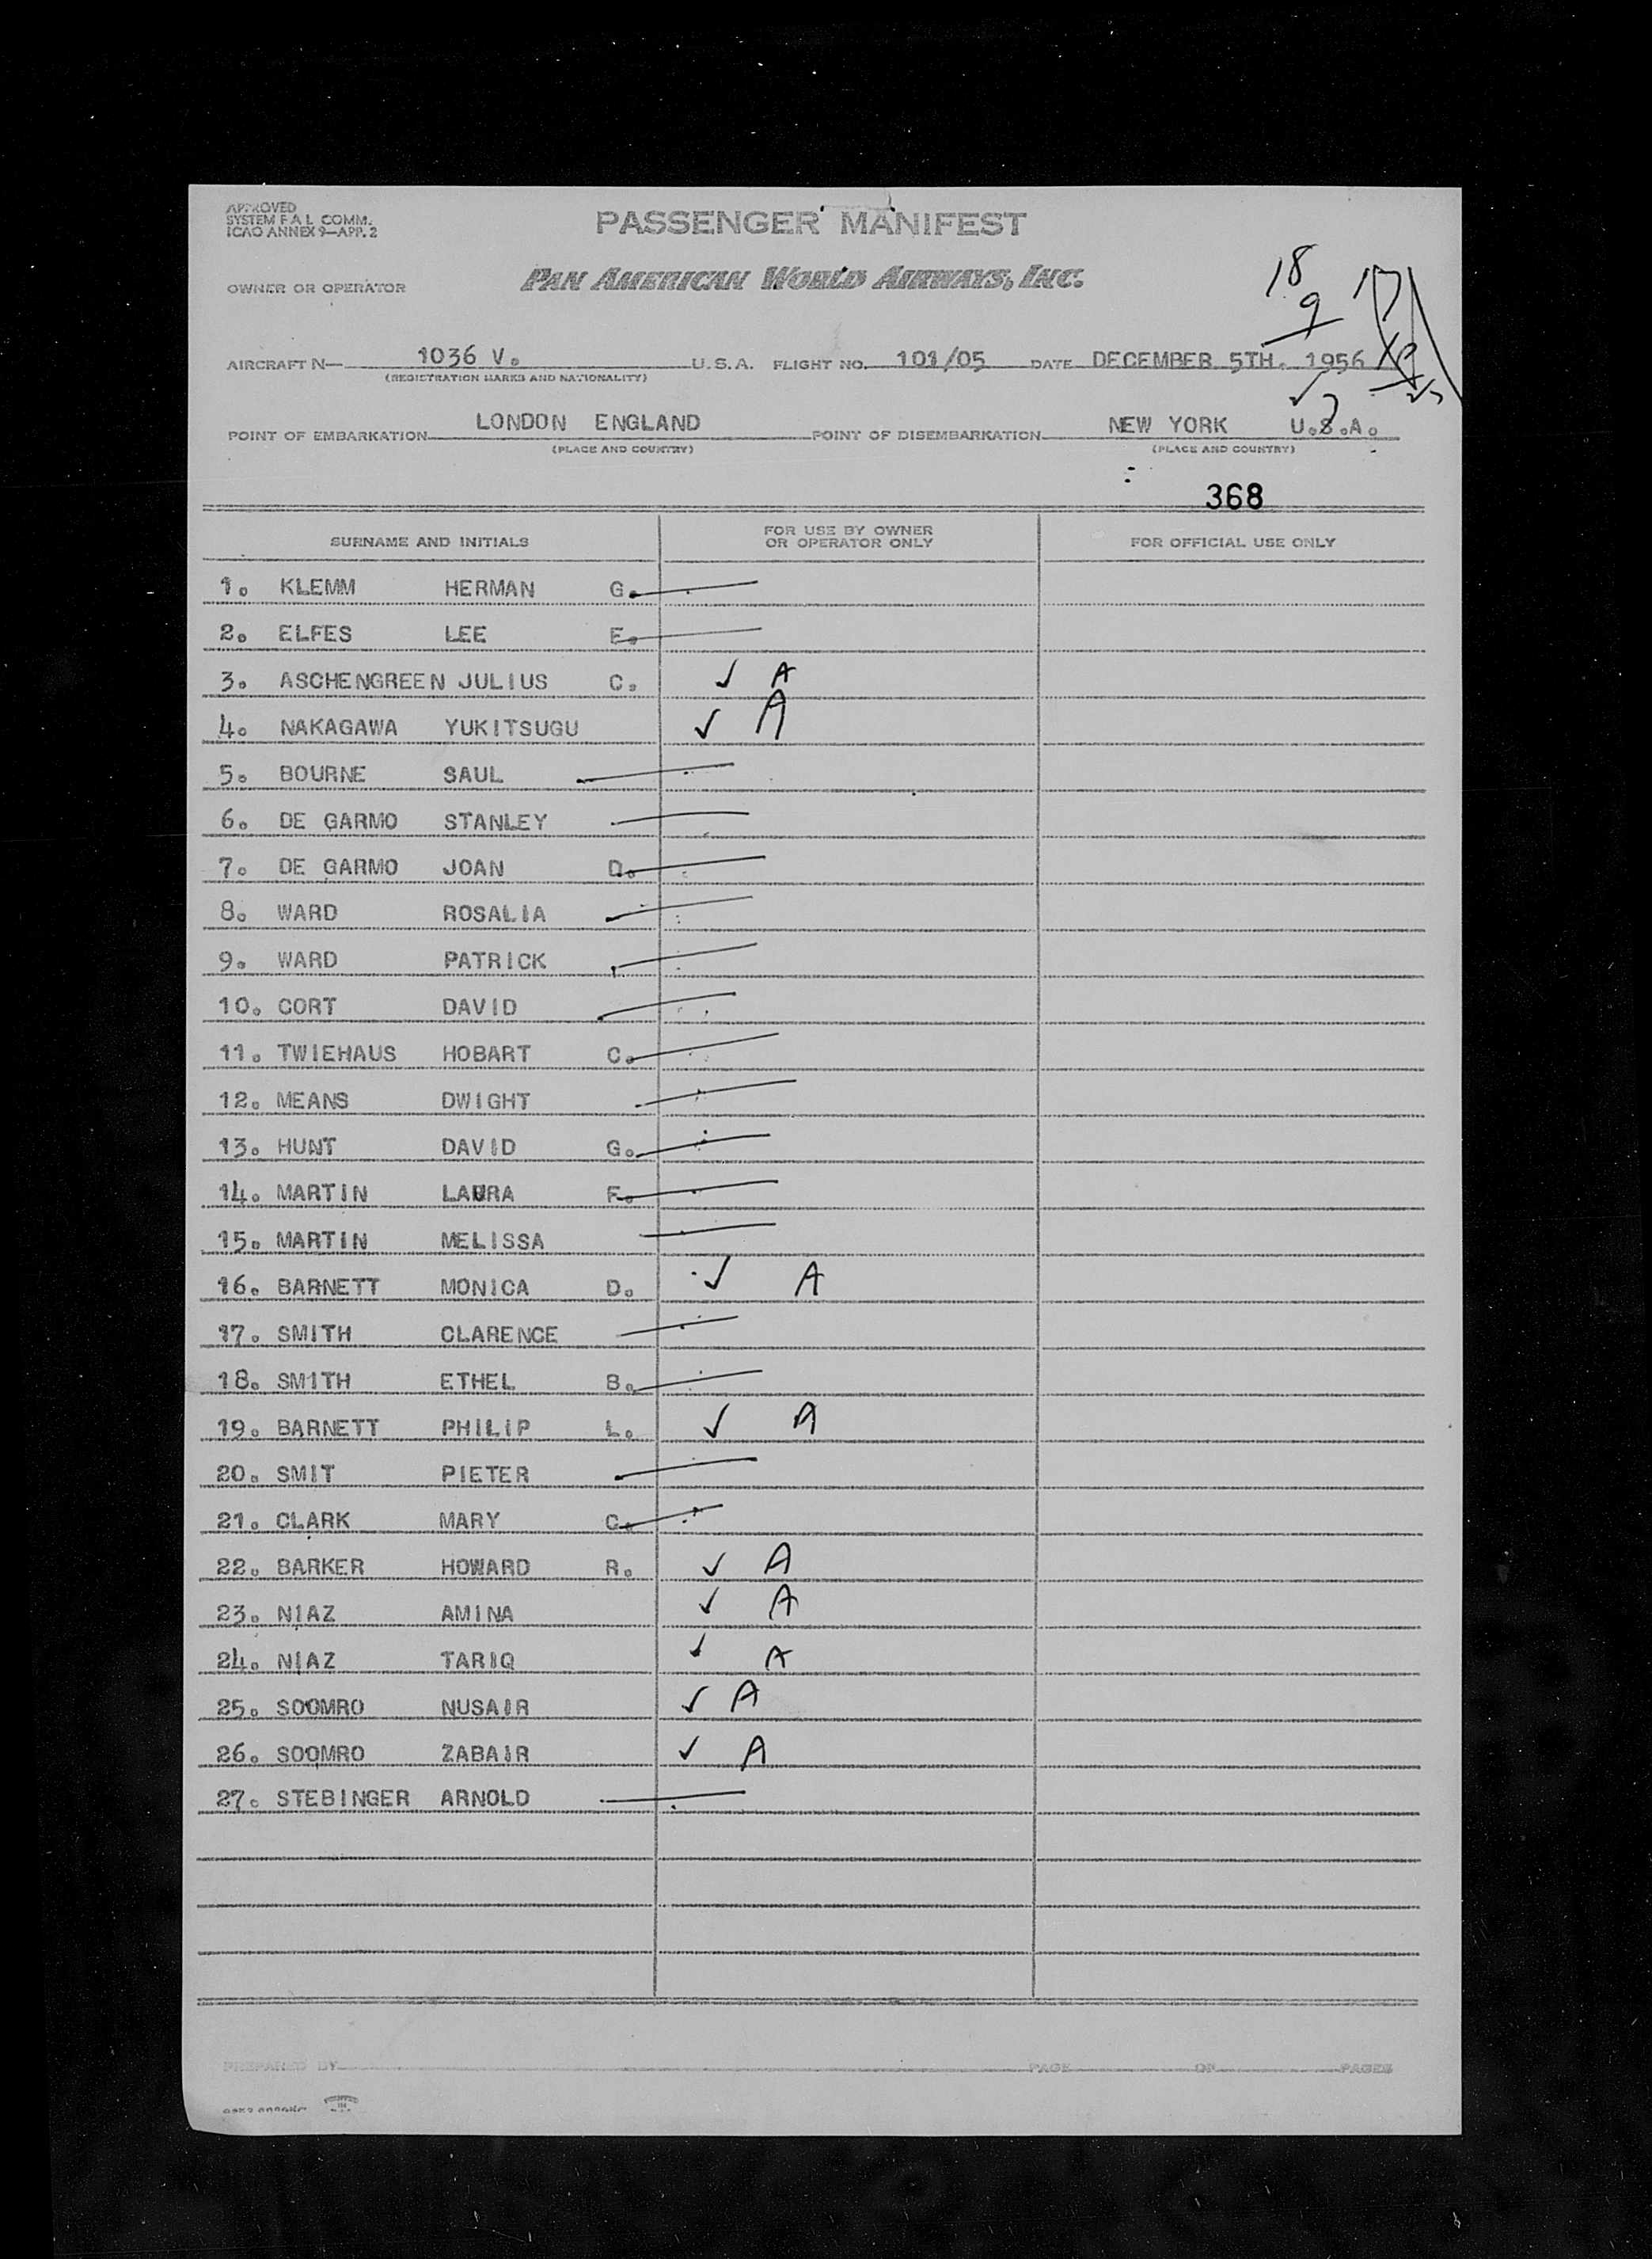 APPROVED
SYSTEM F A L COMM.
ICAO ANNEX 9—APP. 2
PASSENGER MANIFEST
OWNER OR OPERATOR
PAN AMERICAN WORLD AIRWAYS, INC.
18
9
AIRCRAFT N— 1036 V. U.S.A. FLIGHT NO. 101/05 DATE DECEMBER 5TH. 1956
(REGISTRATION MARKS AND NATIONALITY)
POINT OF EMBARKATION LONDON ENGLAND POINT OF DISEMBARKATION NEW YORK U.S.A.
(PLACE AND COUNTRY) (PLACE AND COUNTRY)
368
SURNAME AND INITIALS FOR USE BY OWNER OR OPERATOR ONLY FOR OFFICIAL USE ONLY
1. KLEMM HERMAN G.
2. ELFES LEE E.
3. ASCHENGREEN JULIUS C. ✓ A
4. NAKAGAWA YUKITSUGU ✓ A
5. BOURNE SAUL
6. DE GARMO STANLEY
7. DE GARMO JOAN D.
8. WARD ROSALIA
9. WARD PATRICK
10. CORT DAVID
11. TWIEHAUS HOBART C.
12. MEANS DWIGHT
13. HUNT DAVID G.
14. MARTIN LAURA F.
15. MARTIN MELISSA
16. BARNETT MONICA D. ✓ A
17. SMITH CLARENCE
18. SMITH ETHEL B.
19. BARNETT PHILIP L. ✓ A
20. SMIT PIETER
21. CLARK MARY C.
22. BARKER HOWARD R. ✓ A
23. NIAZ AMINA ✓ A
24. NIAZ TARIQ ✓ A
25. SOOMRO NUSAIR ✓ A
26. SOOMRO ZABAIR ✓ A
27. STEBINGER ARNOLD
PREPARED BY PAGE OF PAGES